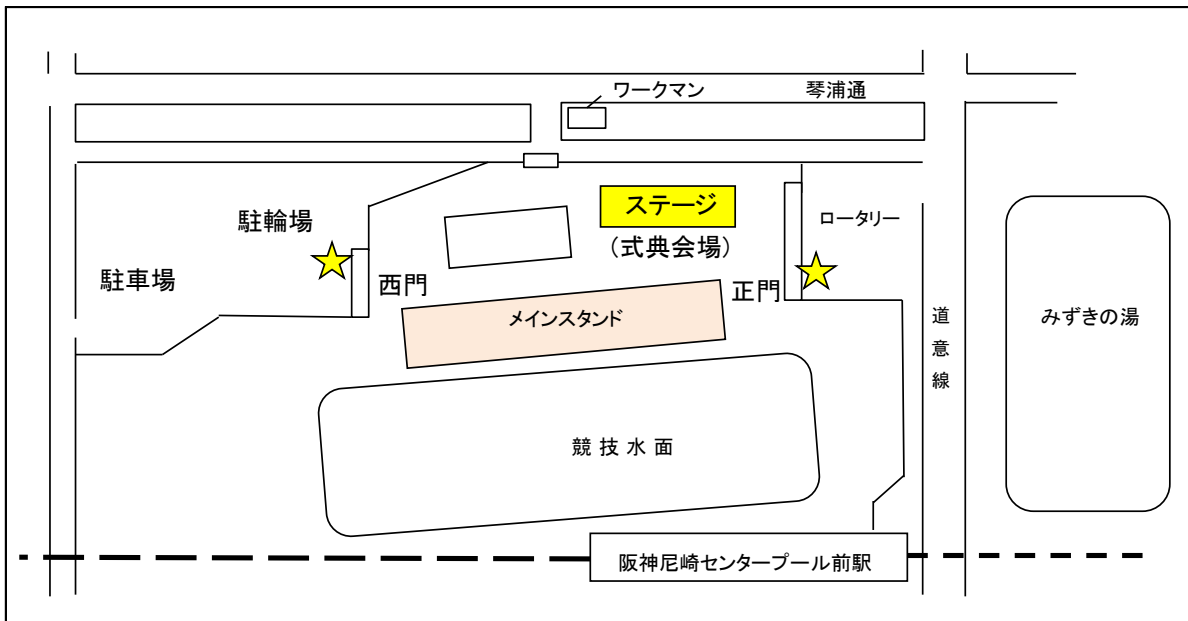 ワークマン
琴浦通
ステージ
(式典会場)
駐輪場
ロータリー
駐車場
西門
正門
メインスタンド
道意線
みずきの湯
競技水面
阪神尼崎センタープール前駅